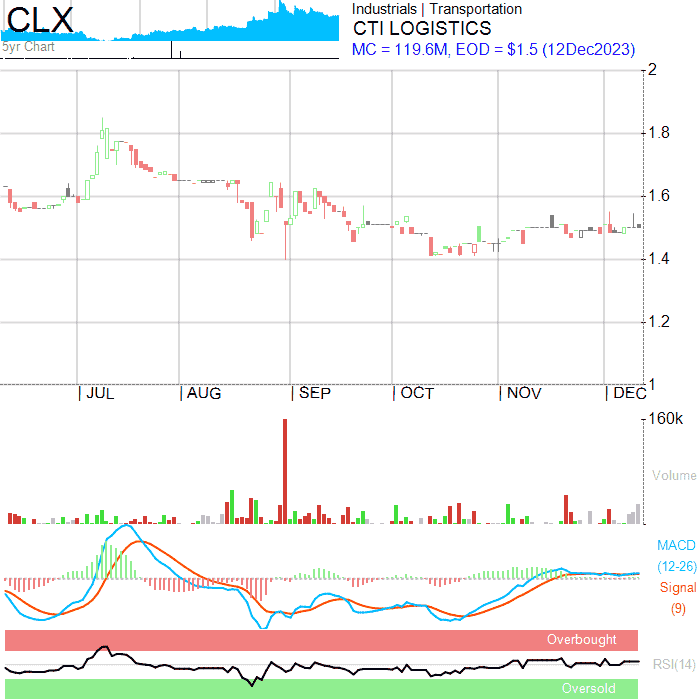 CLX
5yr Chart
Industrials | Transportation
CTI LOGISTICS
MC = 119.6M, EOD = $1.5 (12Dec2023)
2
1.8
1.6
1.4
1.2
1
JUL AUG SEP OCT NOV DEC
160k
Volume
MACD
(12-26)
Signal
(9)
Overbought
RSI(14)
Oversold